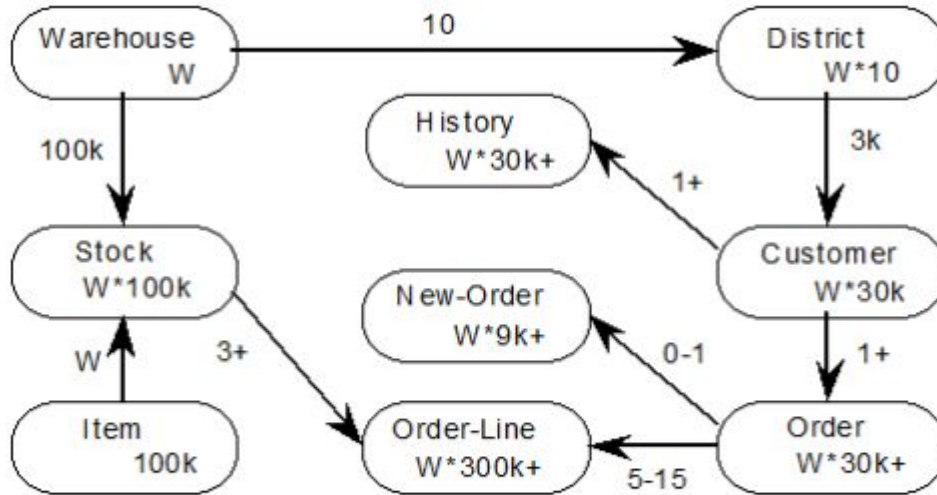 Warehouse
W
10
District
W*10
100k
History
W*30k+
1+
3k
Stock
W*100k
Customer
W*30k
New-Order
W*9k+
W
3+
0-1
1+
Item
100k
Order-Line
W*300k+
5-15
Order
W*30k+